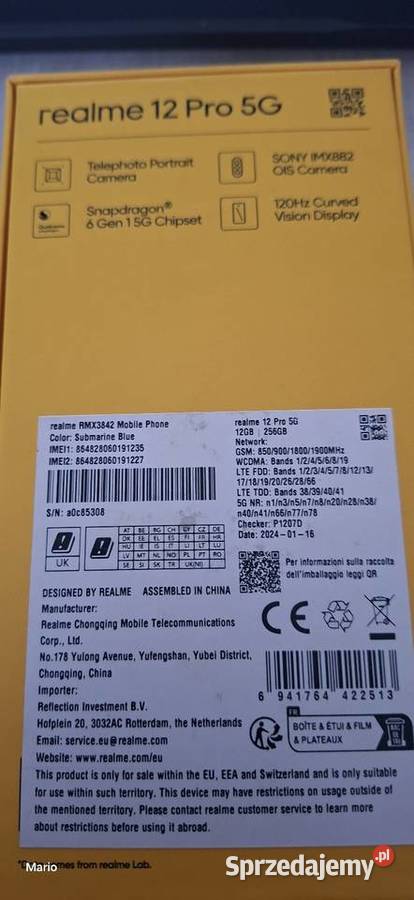 realme 12 Pro 5G
Telephoto Portrait
Camera
SONY IMX882
OIS Camera
Snapdragon®
6 Gen 1 5G Chipset
120Hz Curved
Vision Display
realme RMX3842 Mobile Phone
Color: Submarine Blue
IMEI1: 864828060191235
IMEI2: 864828060191227
S/N: a0c85308
realme 12 Pro 5G
12GB | 256GB
Network:
GSM: 850/900/1800/1900MHz
WCDMA: Bands 1/2/4/5/6/8/19
LTE FDD: Bands 1/2/3/4/5/7/8/12/13/
17/18/19/20/26/28/66
LTE TDD: Bands 38/39/40/41
5G NR: n1/n3/n5/n7/n8/n20/n28/n38/
n40/n41/n66/n77/n78
Checker: P1207D
Date: 2024-01-16
UK
AT BE BG CH CY CZ DE
DK EE EL ES FI FR HR
HU IE IS IT LI LT LU
LV MT NL NO PL PT RO
SE SI SK TR UK(NI)
Per informazioni sulla raccolta
dell'imballaggio leggi QR
DESIGNED BY REALME ASSEMBLED IN CHINA
Manufacturer:
Realme Chongqing Mobile Telecommunications
Corp., Ltd.
No.178 Yulong Avenue, Yufengshan, Yubei District,
Chongqing, China
Importer:
Reflection Investment B.V.
Hofplein 20, 3032AC Rotterdam, the Netherlands
Email: service.eu@realme.com
Website: www.realme.com/eu
CE
6 941764 422513
FR
BOÎTE & ÉTUI & FILM
& PLATEAUX
This product is only for sale within the EU, EEA and Switzerland and is only suitable
for use within such territory. This device may have restrictions on usage outside of
the mentioned territory. Please contact realme customer service to learn more
about restrictions before using it abroad.
comes from realme Lab.
Mario
Sprzedajemy.pl